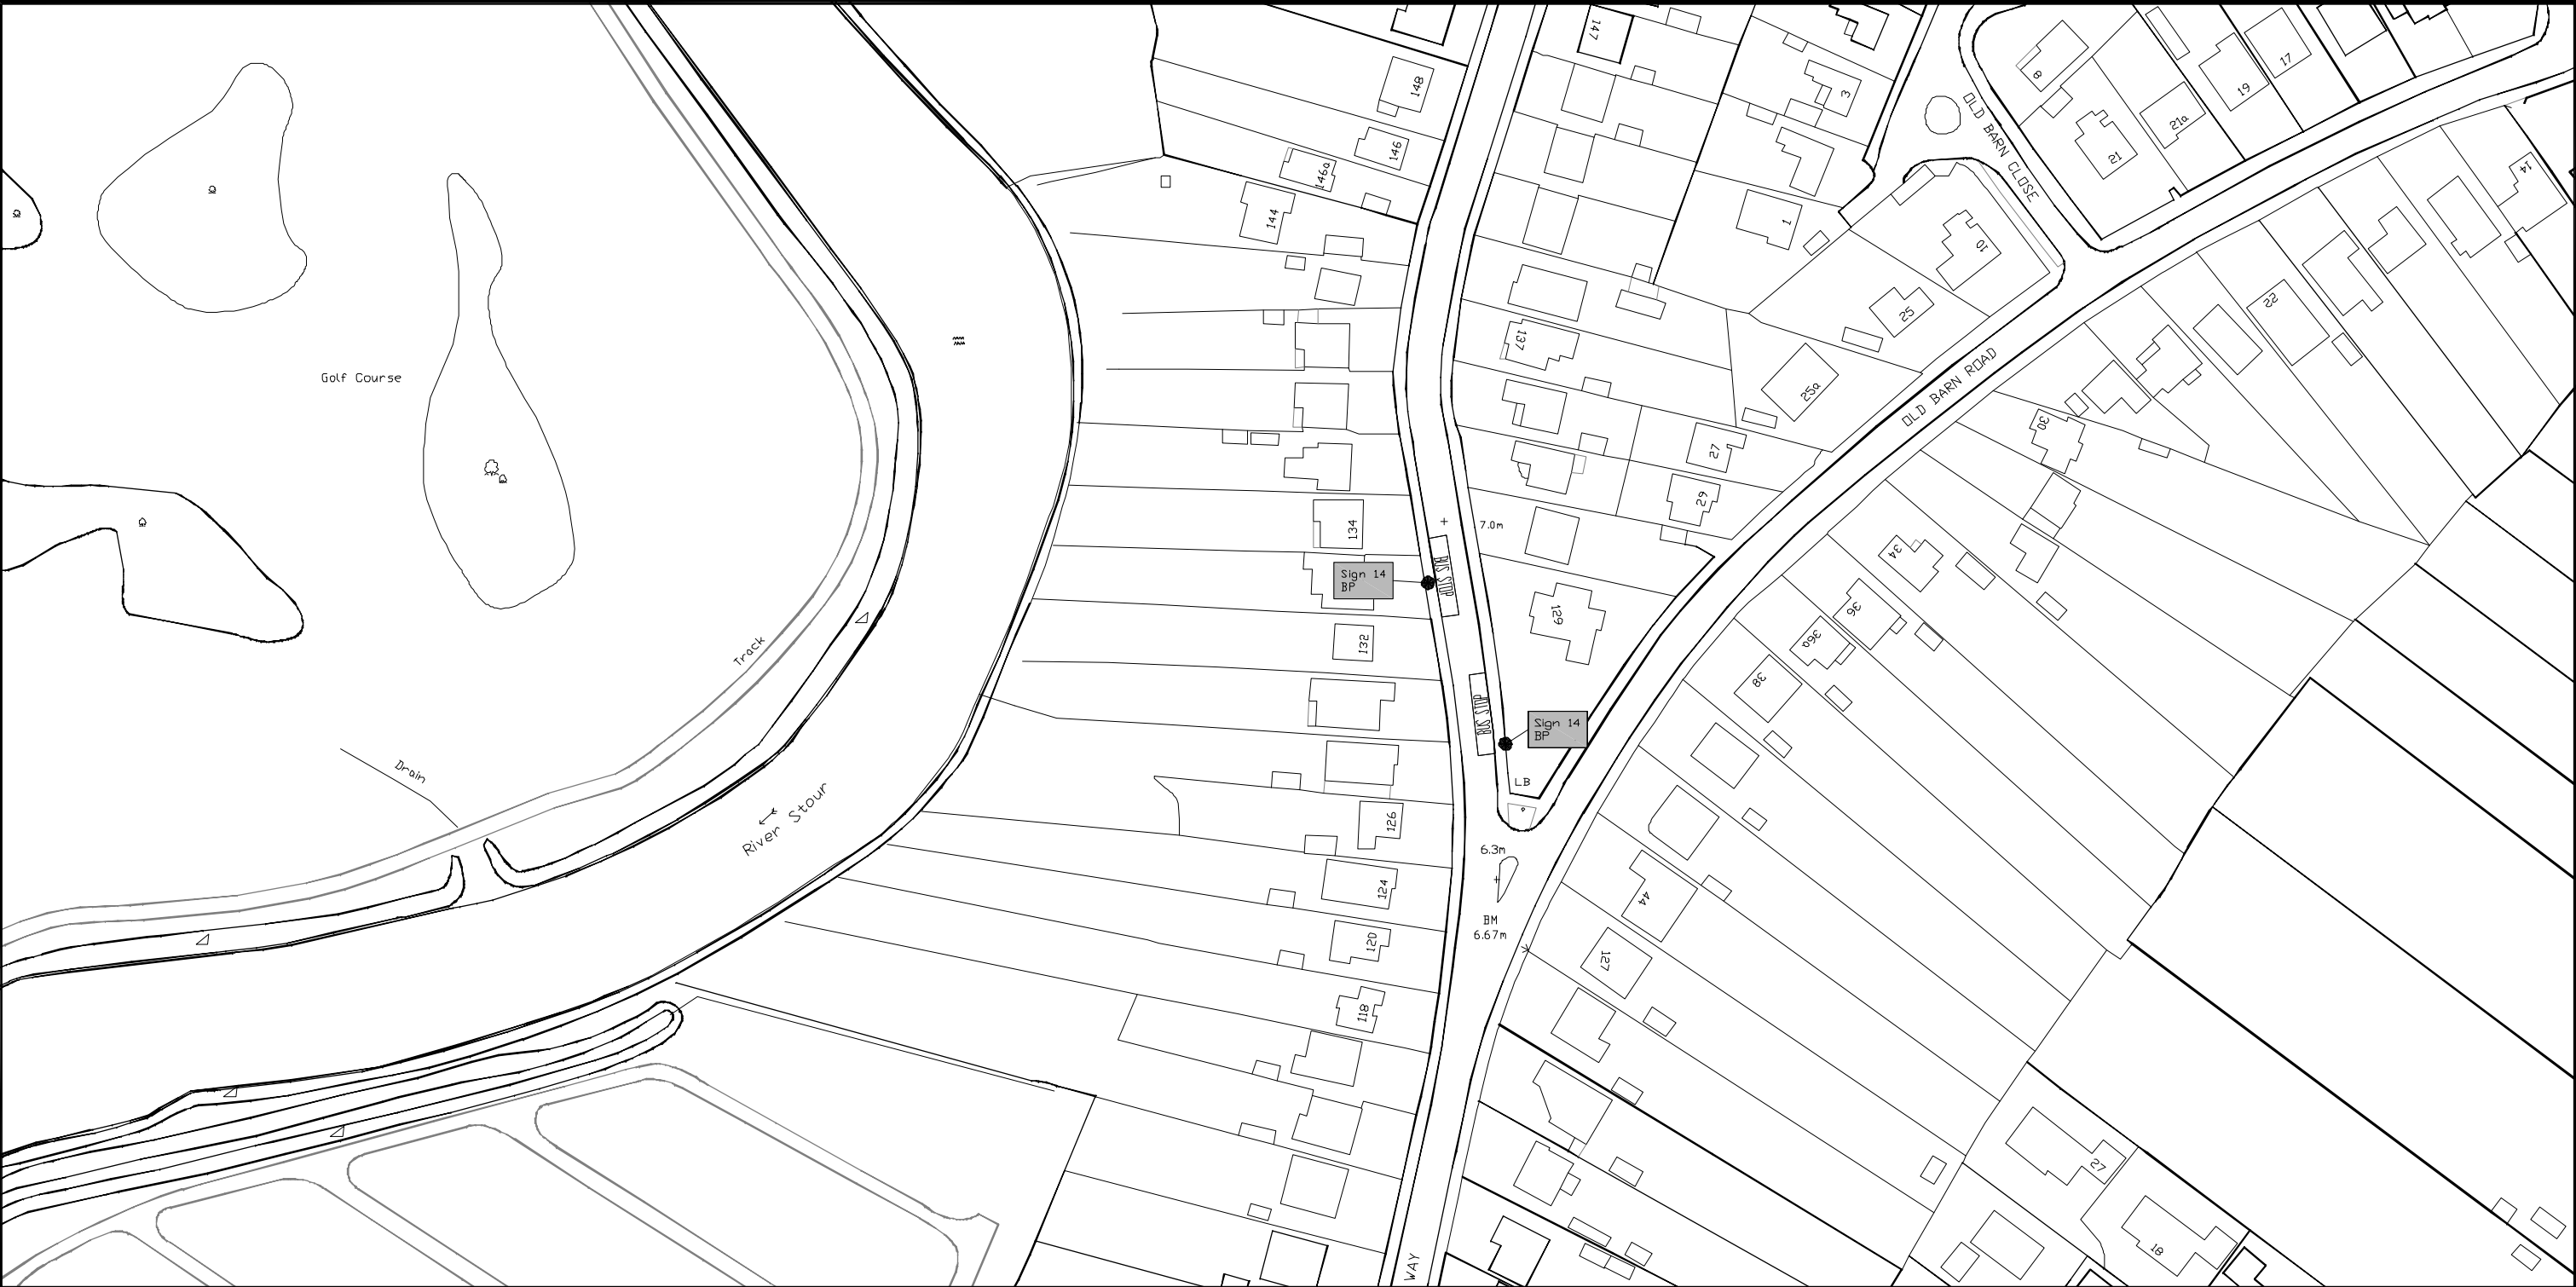 147
148
3
8
17
19
21a
21
OLD BARN CLOSE
14
146
146a
144
1
10
25
22
137
Golf Course
25a
OLD BARN ROAD
30
27
29
134
7.0m
34
Sign 14
BP
BUS STOP
36
129
132
Track
36a
38
BUS STOP
Sign 14
BP
Drain
LB
River Stour
126
6.3m
124
44
BM
6.67m
120
127
118
27
18
WAY